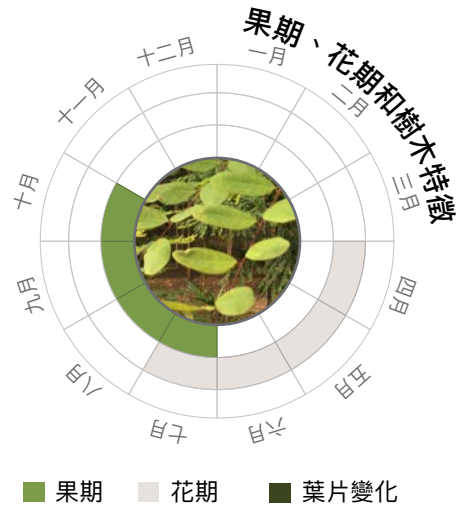 果期、花期和樹木特徵
一月
二月
三月
四月
五月
六月
七月
八月
九月
十月
十一月
十二月
果期
花期
葉片變化